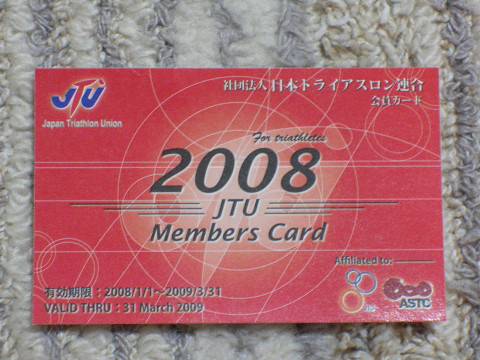 JTU
Japan Triathlon Union
社団法人 日本トライアスロン連合
会員カード
For triathletes
2008
JTU
Members Card
Affiliated to:
有効期限：2008/1/1～2009/3/31
VALID THRU : 31 March 2009
ASTC